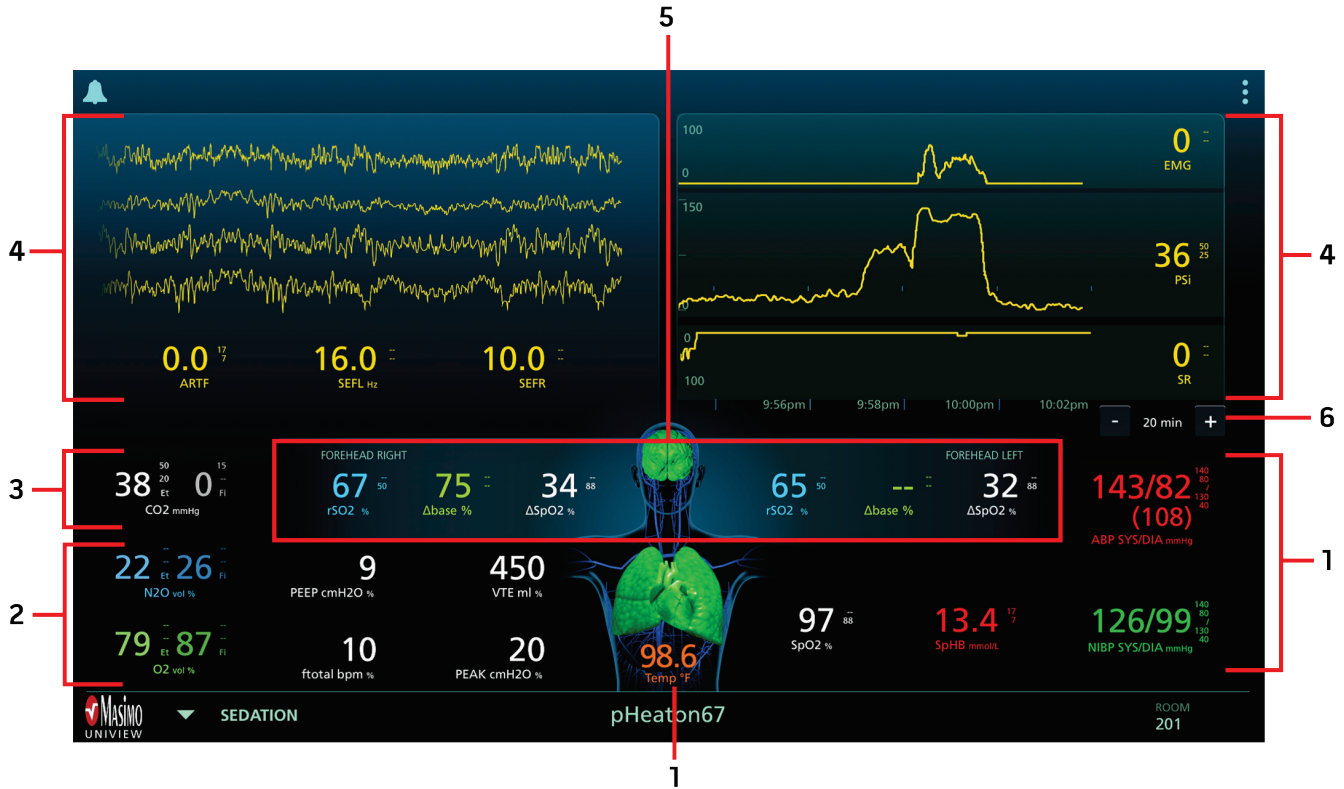 5
4
4
100
0
0 -- --
EMG
150
0
36 50 25
PSi
0
100
0 -- --
SR
0.0 17 7
ARTF
16.0 -- --
SEFL Hz
10.0 -- --
SEFR
9:56pm 9:58pm 10:00pm 10:02pm
- 20 min +
6
3
38 50 20 Et 0 15 -- Fi
CO2 mmHg
FOREHEAD RIGHT
67 -- 50
rSO2 %
75 -- --
Δbase %
34 -- 88
ΔSpO2 %
FOREHEAD LEFT
65 -- 50
rSO2 %
-- -- --
Δbase %
32 -- 88
ΔSpO2 %
143/82 140 80 / 130 40
(108)
ABP SYS/DIA mmHg
1
2
22 -- -- Et 26 -- -- Fi
N2O vol %
79 -- -- Et 87 -- -- Fi
O2 vol %
9
PEEP cmH2O %
450
VTE ml %
10
ftotal bpm %
20
PEAK cmH2O %
98.6
Temp °F
97 -- 88
SpO2 %
13.4 17 7
SpHB mmol/L
126/99 140 80 / 130 40
NIBP SYS/DIA mmHg
Masimo
UNIVIEW
SEDATION
pHeaton67
ROOM
201
1